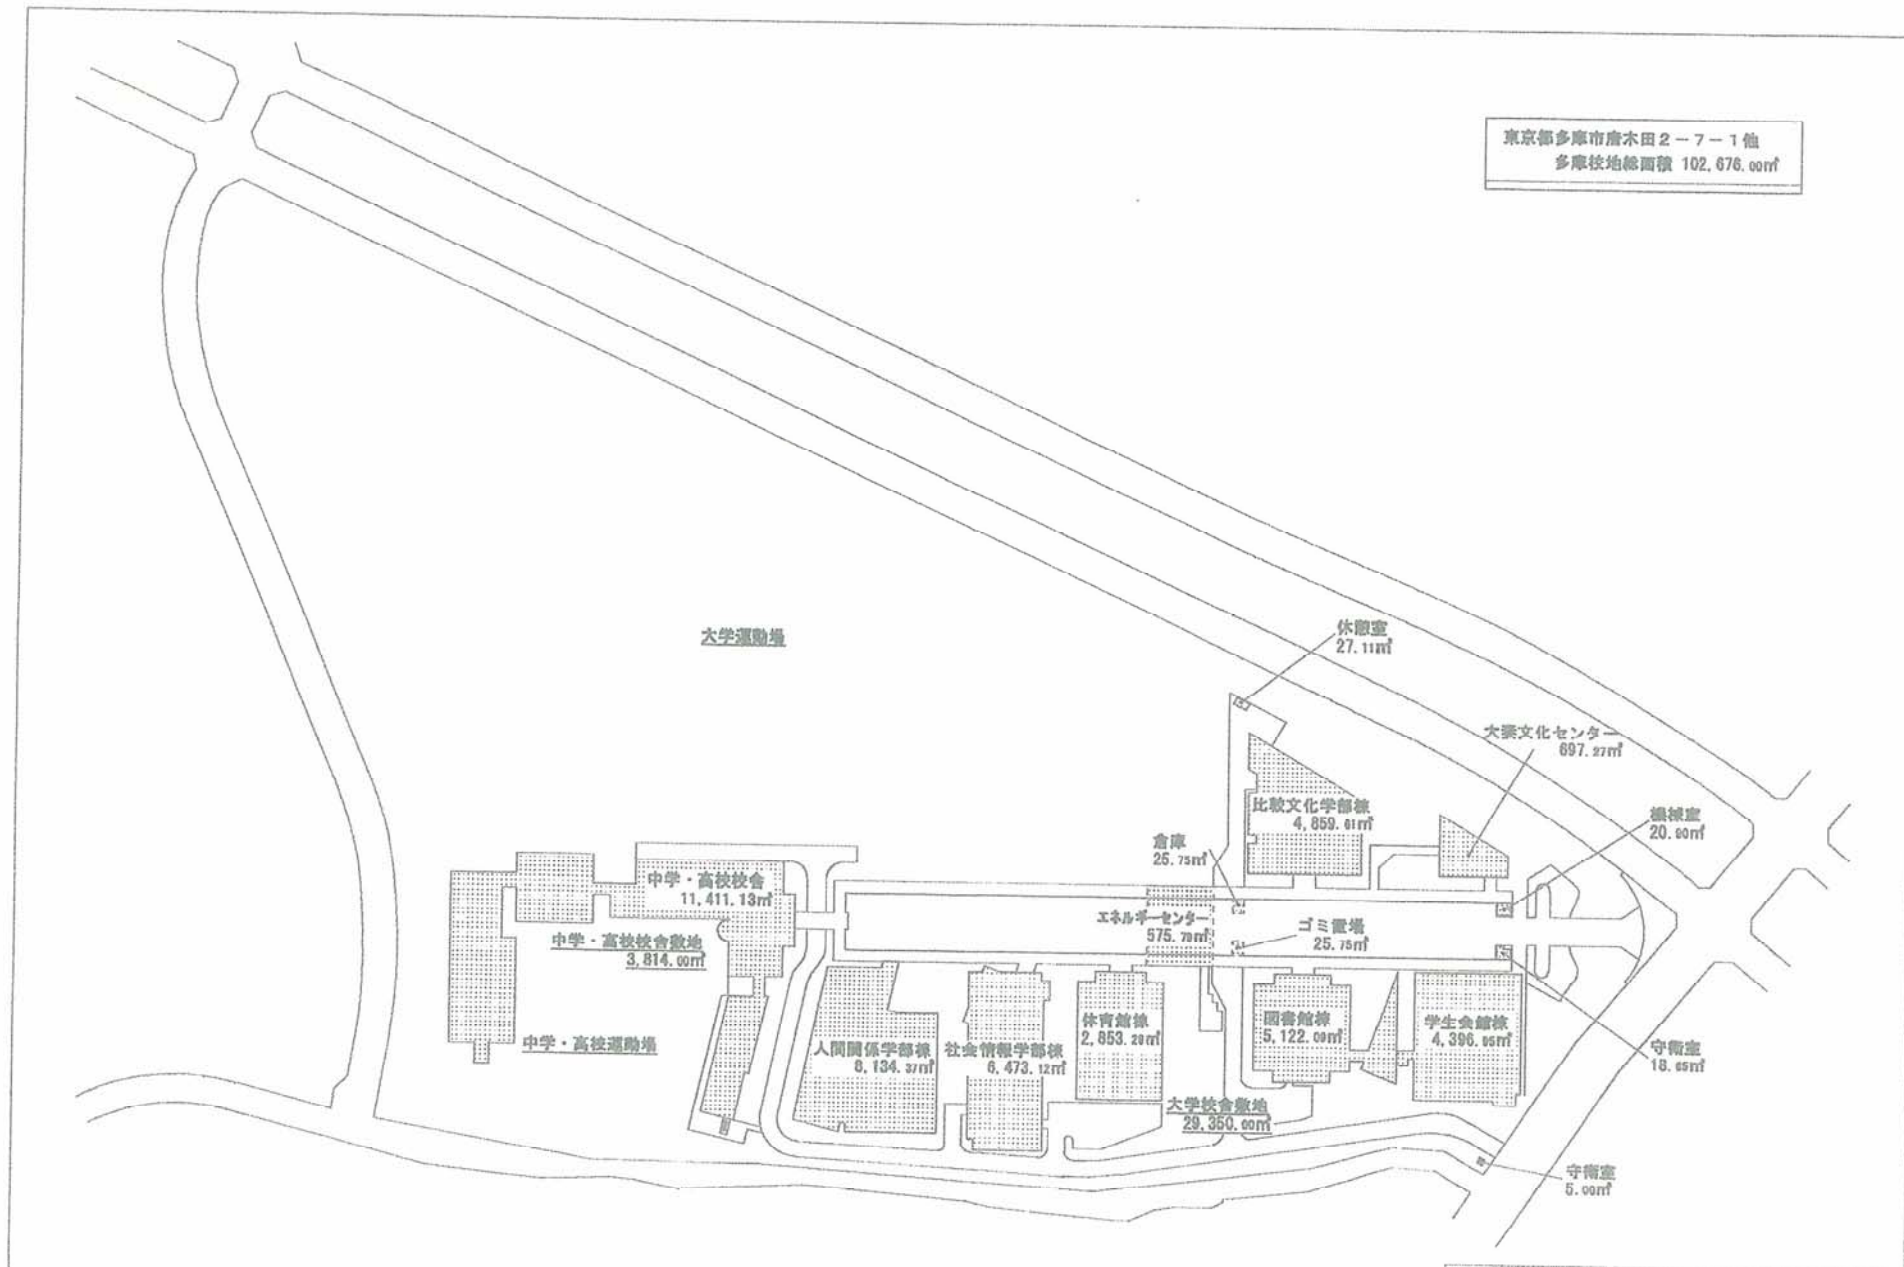 東京都多摩市唐木田2－7－1他
多摩校地総面積 102,676.00㎡
大学運動場
休憩室
27.11㎡
大妻文化センター
697.27㎡
比較文化学部棟
4,859.61㎡
機械室
20.90㎡
倉庫
25.75㎡
中学・高校校舎
11,411.13㎡
エネルギーセンター
575.70㎡
ゴミ置場
25.75㎡
中学・高校校舎敷地
3,814.00㎡
中学・高校運動場
人間関係学部棟
8,134.37㎡
社会情報学部棟
6,473.12㎡
体育館棟
2,853.20㎡
図書館棟
5,122.09㎡
学生会館棟
4,396.05㎡
守衛室
18.65㎡
大学校舎敷地
29,350.00㎡
守衛室
5.00㎡